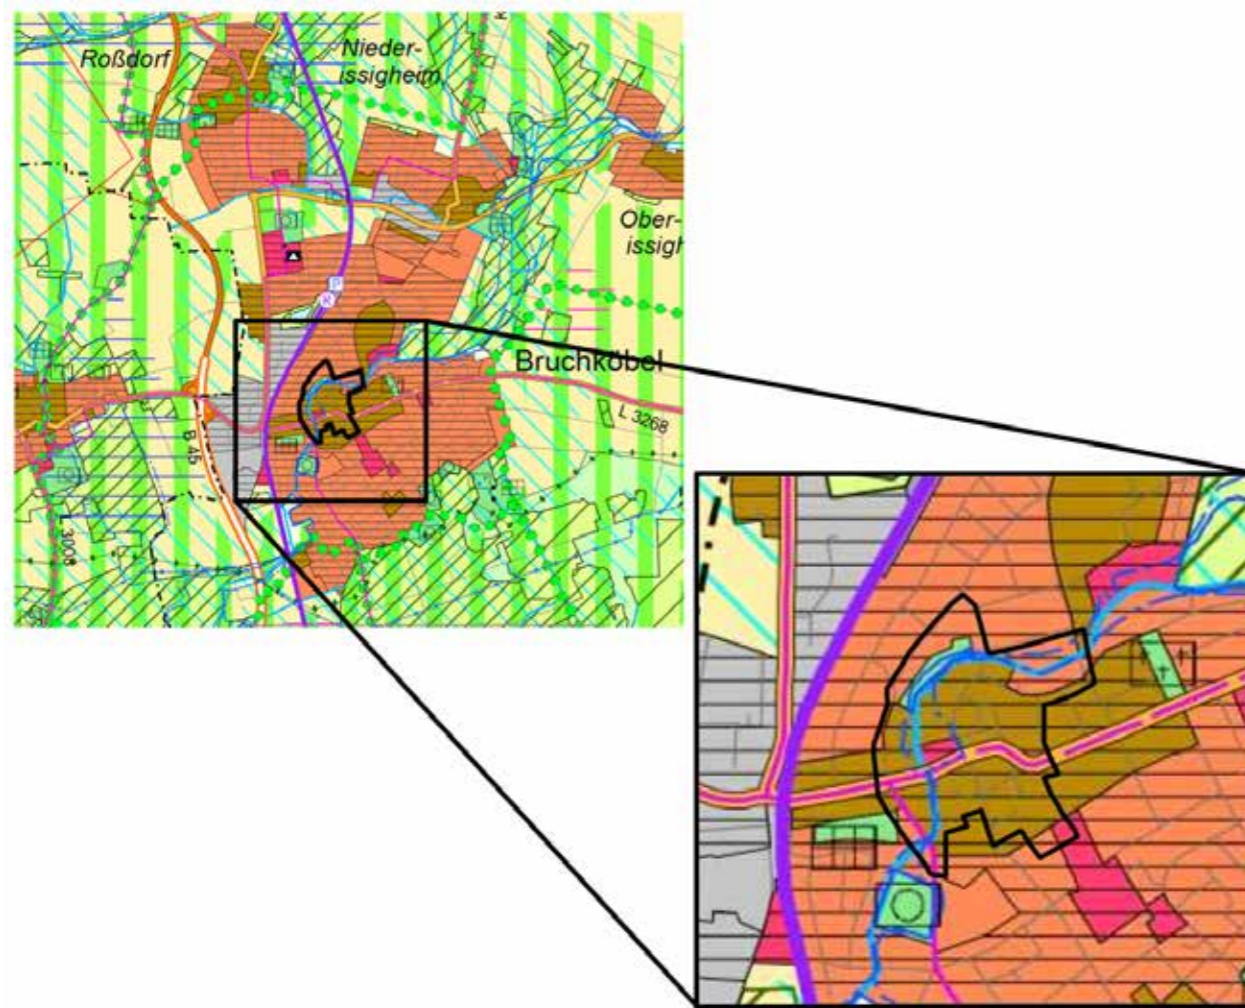 Roßdorf
Nieder-
issigheim
Ober-
issigh
P
Bruchköbel
L 3268
B 45
L 3008